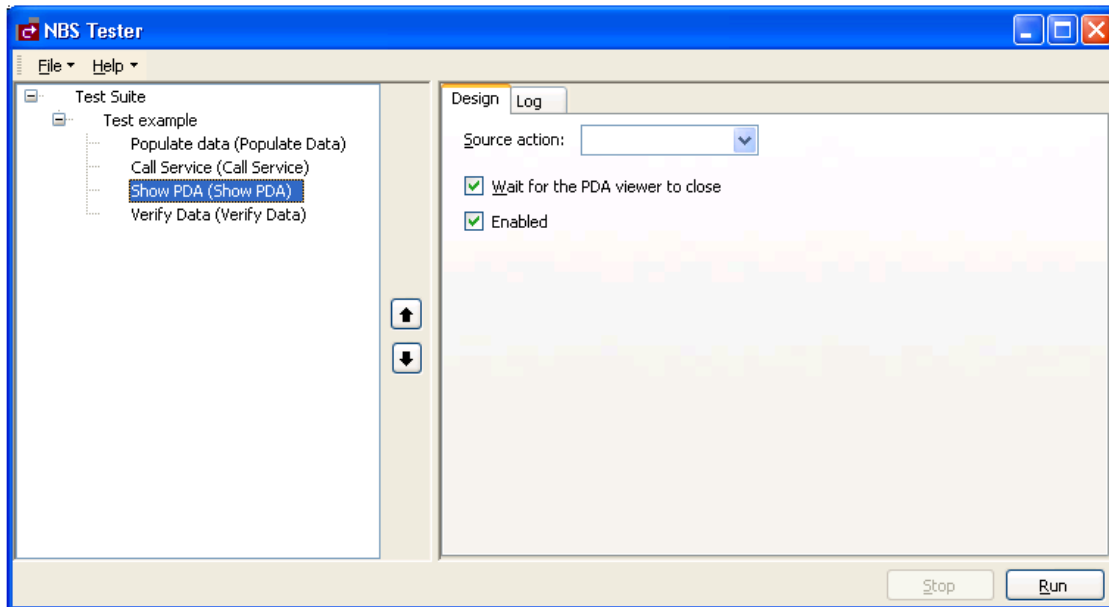 NBS Tester
File Help
Test Suite
Test example
Populate data (Populate Data)
Call Service (Call Service)
Show PDA (Show PDA)
Verify Data (Verify Data)
Design Log
Source action:
Wait for the PDA viewer to close
Enabled
Stop Run